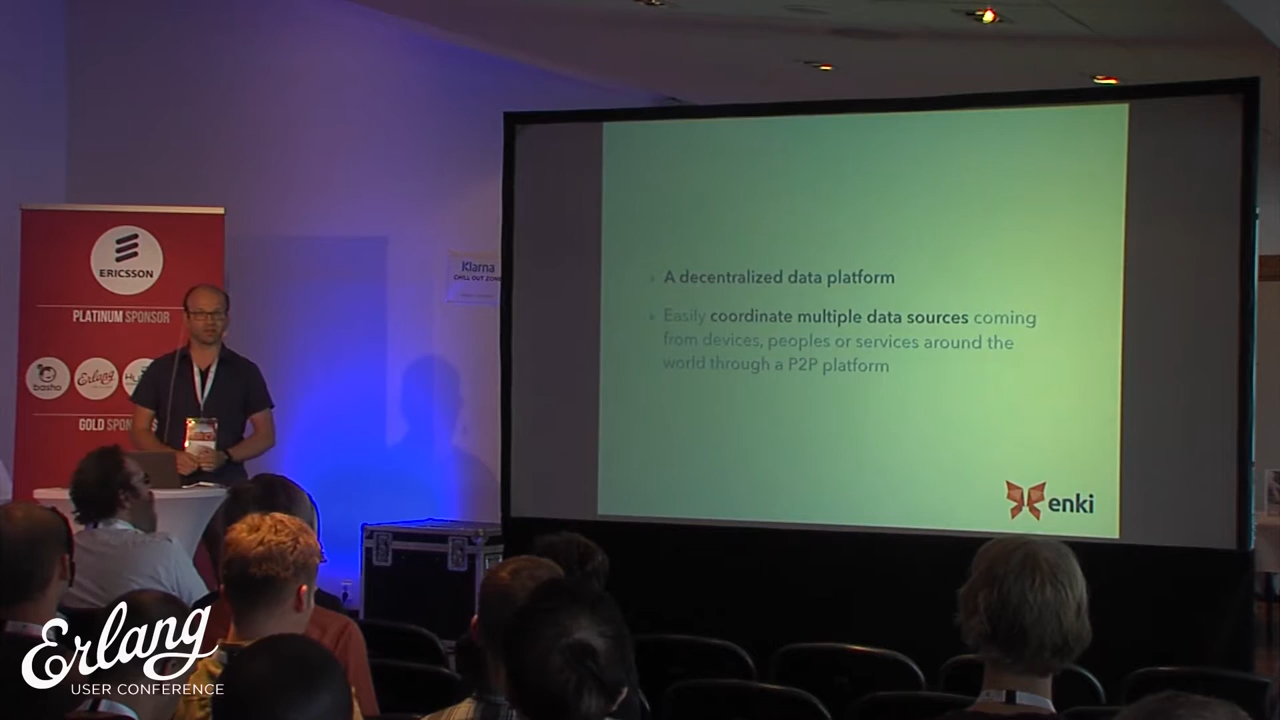 ERICSSON
PLATINUM SPONSOR
basho
Erlang
GOLD SPON
Klarna
CHILL OUT ZONE
A decentralized data platform
Easily coordinate multiple data sources coming
from devices, peoples or services around the
world through a P2P platform
enki
Erlang
USER CONFERENCE